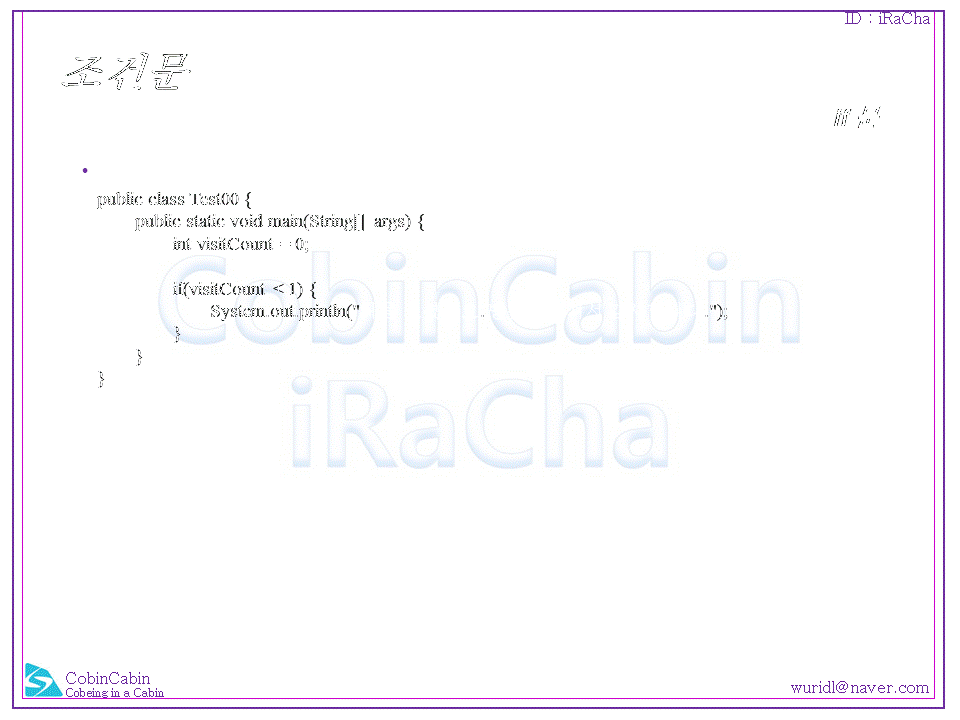 ID : iRaCha
조건문
if 문
•
public class Test00 {
public static void main(String[] args) {
int visitCount = 0;
if(visitCount < 1) {
System.out.println(" . .");
}
}
}
CobinCabin
iRaCha
CobinCabin
Cobeing in a Cabin
wuridl@naver.com